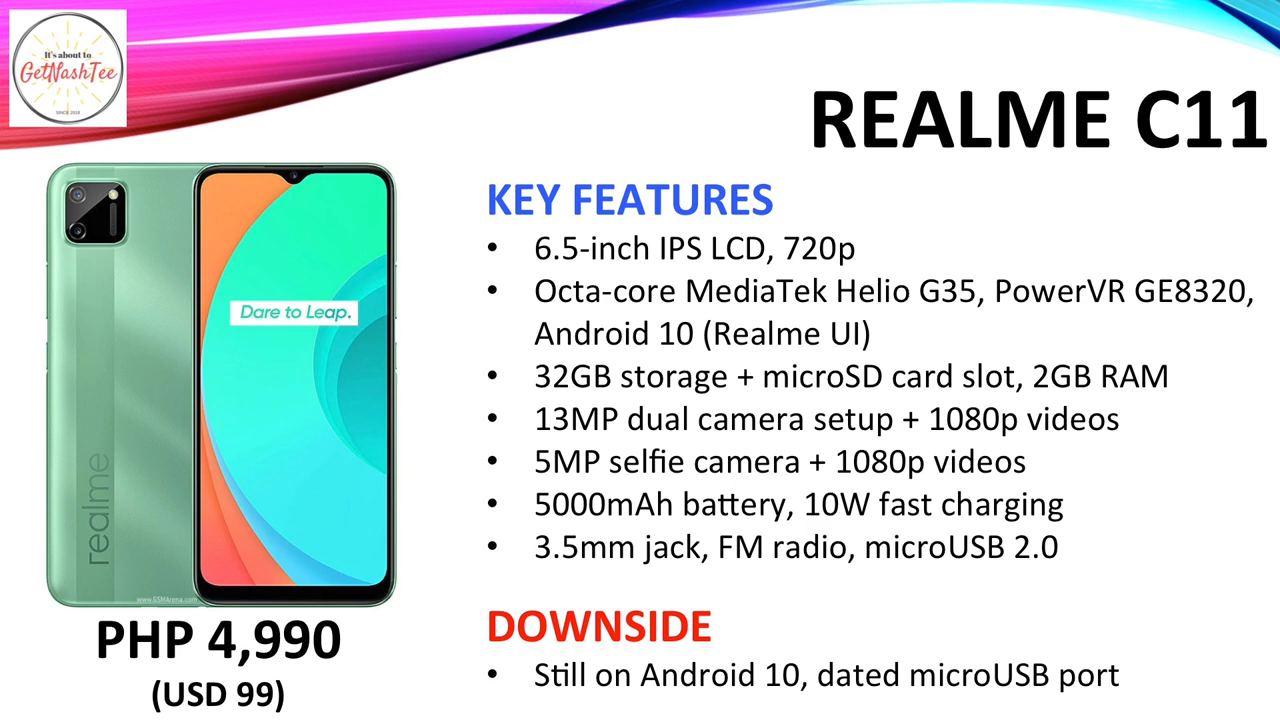 It's about to
GetNashTee
SINCE 2018
REALME C11
KEY FEATURES
• 6.5-inch IPS LCD, 720p
• Octa-core MediaTek Helio G35, PowerVR GE8320,
Android 10 (Realme UI)
• 32GB storage + microSD card slot, 2GB RAM
• 13MP dual camera setup + 1080p videos
• 5MP selfie camera + 1080p videos
• 5000mAh battery, 10W fast charging
• 3.5mm jack, FM radio, microUSB 2.0
DOWNSIDE
• Still on Android 10, dated microUSB port
Dare to Leap.
realme
www.GSMArena.com
PHP 4,990
(USD 99)